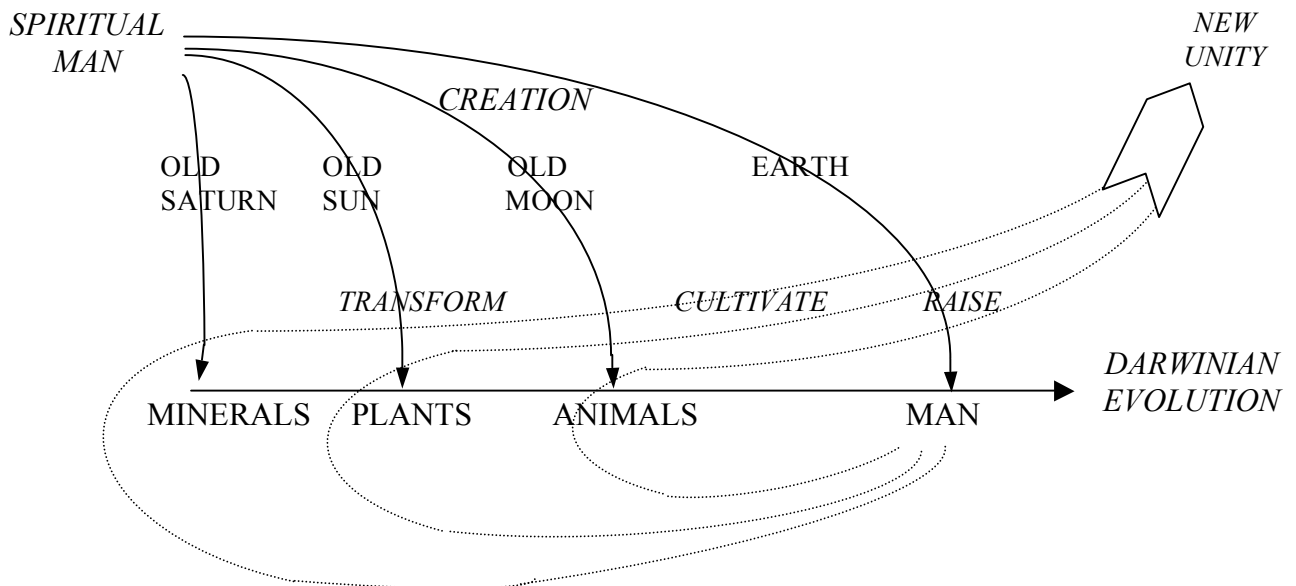 SPIRITUAL
MAN
NEW
UNITY
CREATION
OLD
SATURN
OLD
SUN
OLD
MOON
EARTH
TRANSFORM
CULTIVATE
RAISE
DARWINIAN
EVOLUTION
MINERALS
PLANTS
ANIMALS
MAN